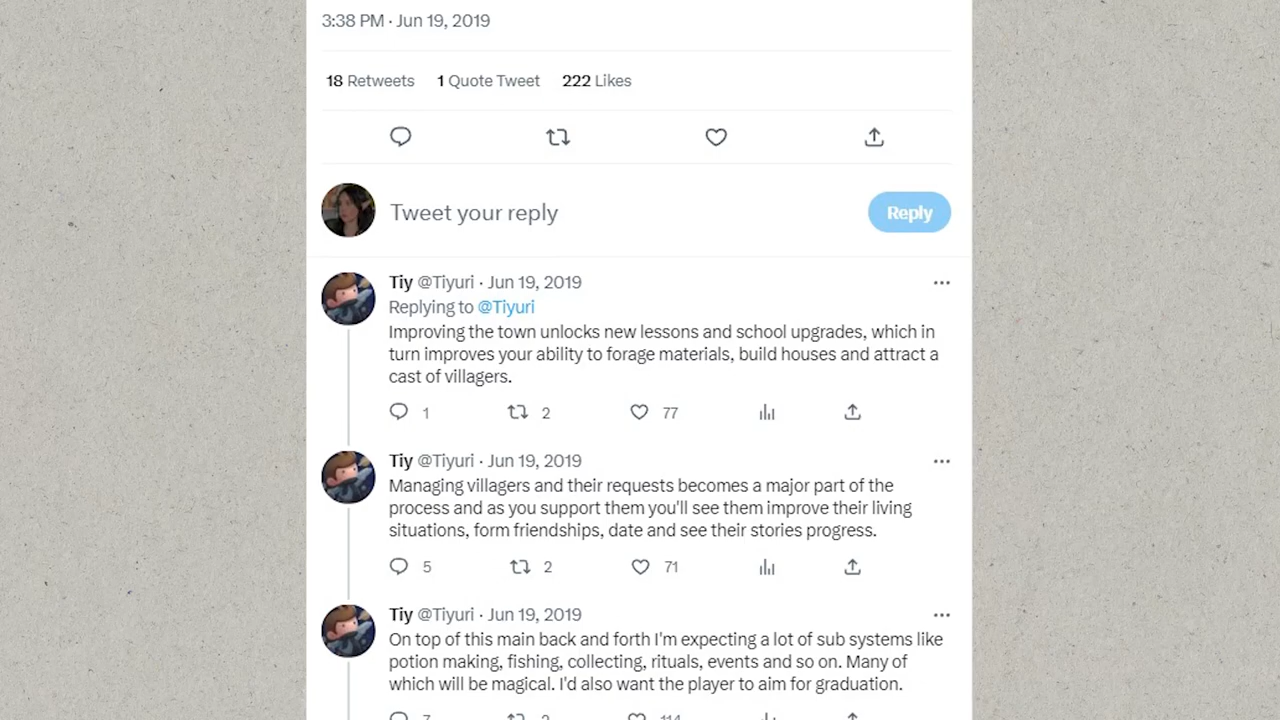 3:38 PM · Jun 19, 2019
18 Retweets 1 Quote Tweet 222 Likes
Tweet your reply
Reply
Tiy @Tiyuri · Jun 19, 2019
Replying to @Tiyuri
Improving the town unlocks new lessons and school upgrades, which in
turn improves your ability to forage materials, build houses and attract a
cast of villagers.
1 2 77
Tiy @Tiyuri · Jun 19, 2019
Managing villagers and their requests becomes a major part of the
process and as you support them you'll see them improve their living
situations, form friendships, date and see their stories progress.
5 2 71
Tiy @Tiyuri · Jun 19, 2019
On top of this main back and forth I'm expecting a lot of sub systems like
potion making, fishing, collecting, rituals, events and so on. Many of
which will be magical. I'd also want the player to aim for graduation.